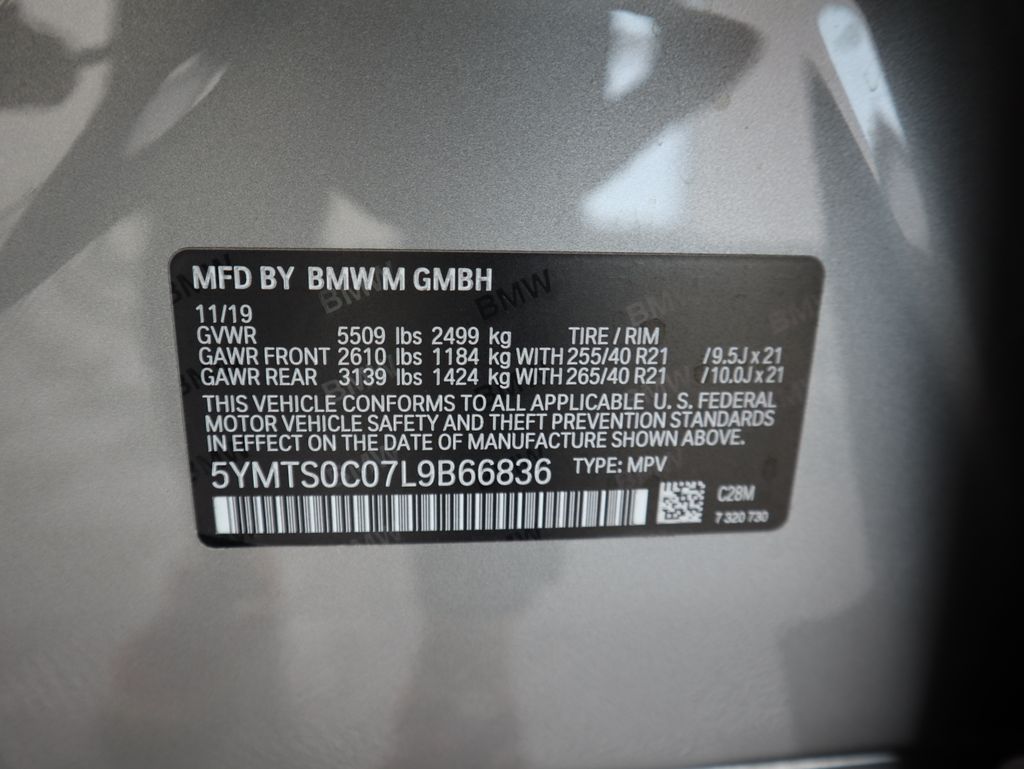 MFD BY BMW M GMBH
11/19
GVWR 5509 lbs 2499 kg TIRE / RIM
GAWR FRONT 2610 lbs 1184 kg WITH 255/40 R21 /9.5J x 21
GAWR REAR 3139 lbs 1424 kg WITH 265/40 R21 /10.0J x 21
THIS VEHICLE CONFORMS TO ALL APPLICABLE U. S. FEDERAL
MOTOR VEHICLE SAFETY AND THEFT PREVENTION STANDARDS
IN EFFECT ON THE DATE OF MANUFACTURE SHOWN ABOVE.
5YMTS0C07L9B66836 TYPE: MPV
C28M
7 320 730